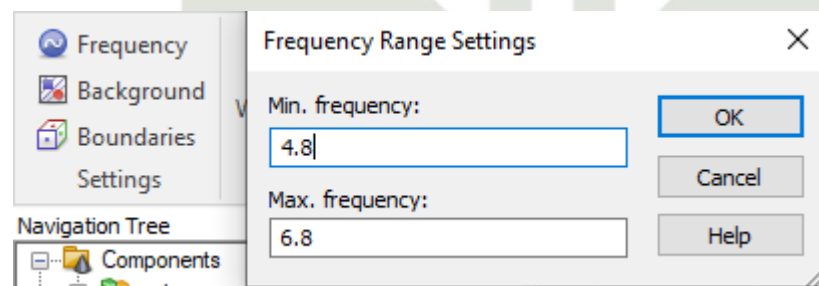 Frequency
Background
Boundaries
Settings
Navigation Tree
Components
Frequency Range Settings
Min. frequency:
4.8
Max. frequency:
6.8
OK
Cancel
Help